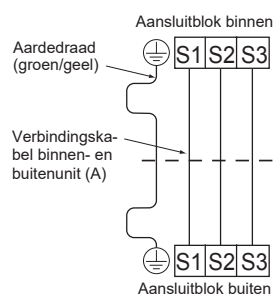 Aansluitblok binnen
Aardedraad
(groen/geel)
S1 S2 S3
Verbindingska-
bel binnen- en
buitenunit (A)
S1 S2 S3
Aansluitblok buiten